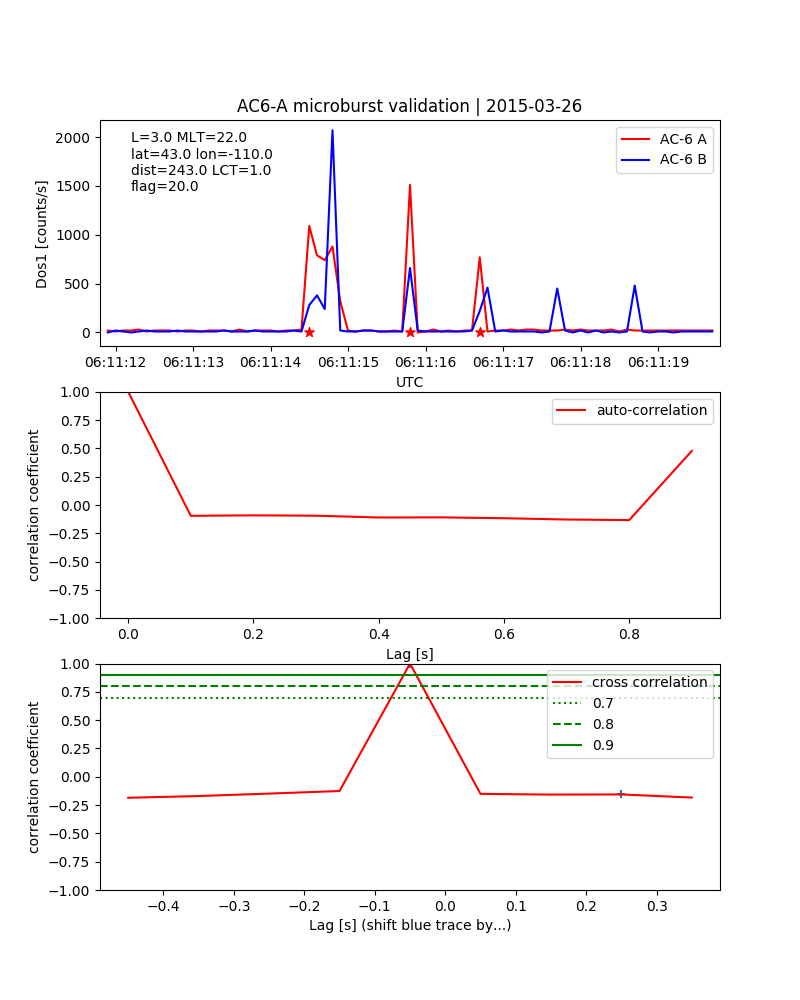 AC6-A microburst validation | 2015-03-26
L=3.0 MLT=22.0
lat=43.0 lon=-110.0
dist=243.0 LCT=1.0
flag=20.0
AC-6 A
AC-6 B
Dos1 [counts/s]
2000
1500
1000
500
0
06:11:12 06:11:13 06:11:14 06:11:15 06:11:16 06:11:17 06:11:18 06:11:19
UTC
auto-correlation
correlation coefficient
1.00
0.75
0.50
0.25
0.00
−0.25
−0.50
−0.75
−1.00
0.0 0.2 0.4 0.6 0.8
Lag [s]
cross correlation
0.7
0.8
0.9
correlation coefficient
1.00
0.75
0.50
0.25
0.00
−0.25
−0.50
−0.75
−1.00
−0.4 −0.3 −0.2 −0.1 0.0 0.1 0.2 0.3
Lag [s] (shift blue trace by...)